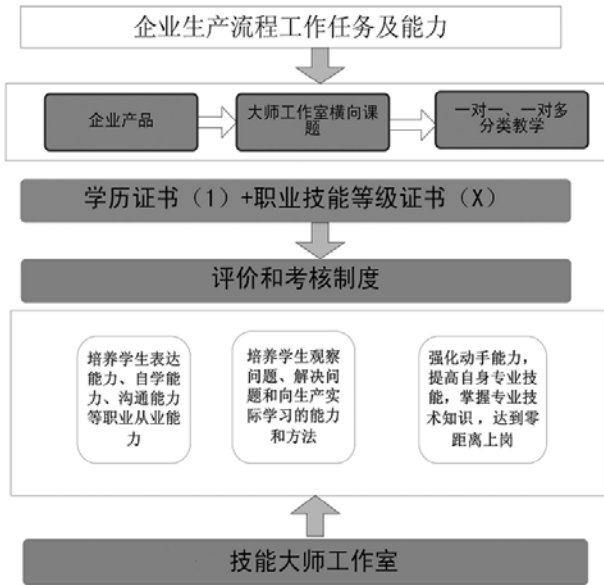 企业生产流程工作任务及能力
企业产品
大师工作室横向课
题
一对一、一对多
分类教学
学历证书（1）+职业技能等级证书（X）
评价和考核制度
培养学生表达
能力、自学能
力、沟通能力
等职业从业能
力
培养学生观察
问题、解决问
题和向生产实
际学习的能力
和方法
强化动手能力，
提高自身专业技
能，掌握专业技
术知识，达到零
距离上岗
技能大师工作室